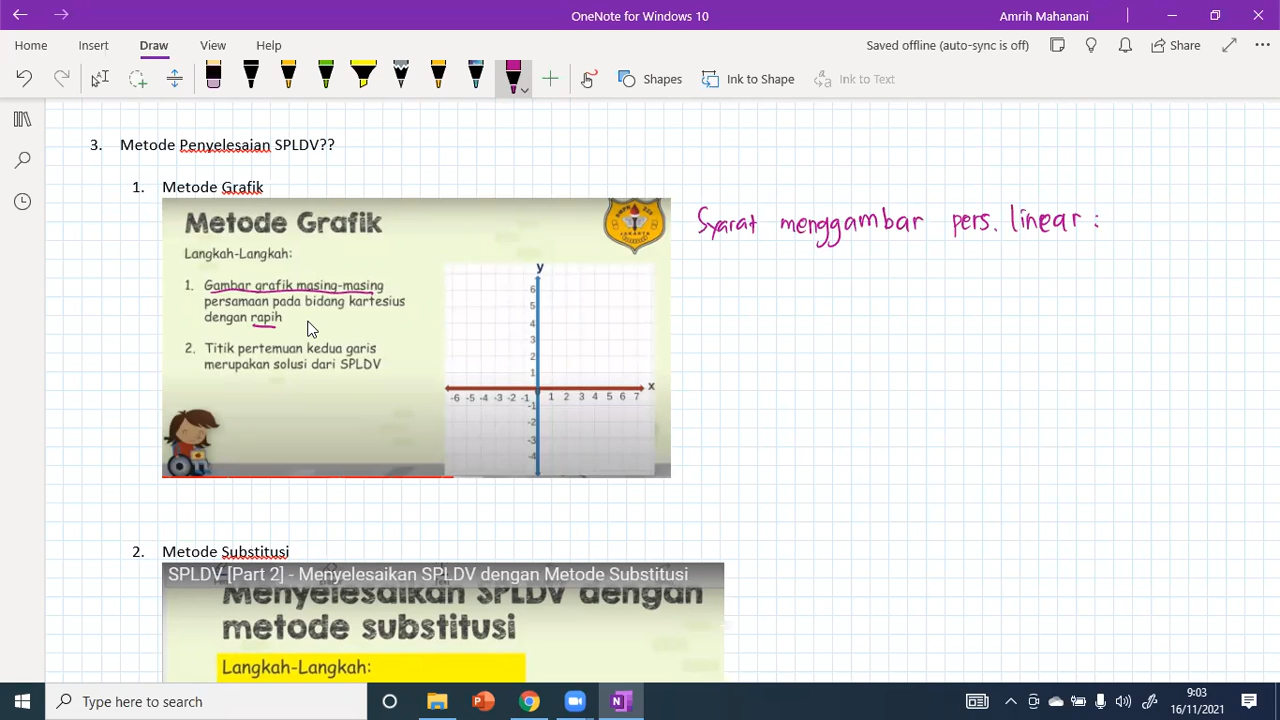 OneNote for Windows 10
Amrih Mahanani
Home Insert Draw View Help
Saved offline (auto-sync is off)
Share
Shapes
Ink to Shape
Ink to Text
3. Metode Penyelesaian SPLDV??
1. Metode Grafik
Metode Grafik
Langkah-Langkah:
1. Gambar grafik masing-masing
persamaan pada bidang kartesius
dengan rapih
2. Titik pertemuan kedua garis
merupakan solusi dari SPLDV
y
6
5
4
3
2
1
x
-6 -5 -4 -3 -2 -1 1 2 3 4 5 6 7
-1
-2
-3
-4
Syarat menggambar pers. linear :
2. Metode Substitusi
SPLDV [Part 2] - Menyelesaikan SPLDV dengan Metode Substitusi
Menyelesaikan SPLDV dengan
metode substitusi
Langkah-Langkah:
Type here to search
9:03
16/11/2021